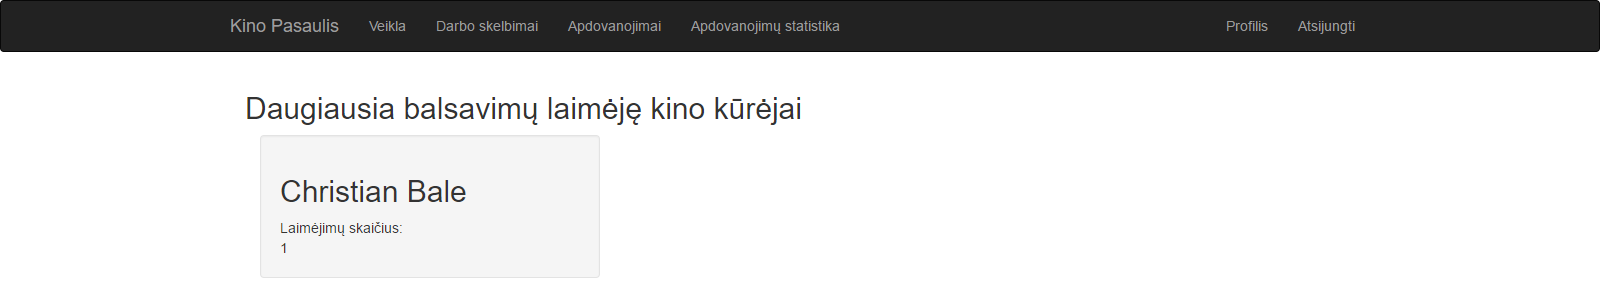 Kino Pasaulis Veikla Darbo skelbimai Apdovanojimai Apdovanojimų statistika Profilis Atsijungti
Daugiausia balsavimų laimėję kino kūrėjai
Christian Bale
Laimėjimų skaičius:
1